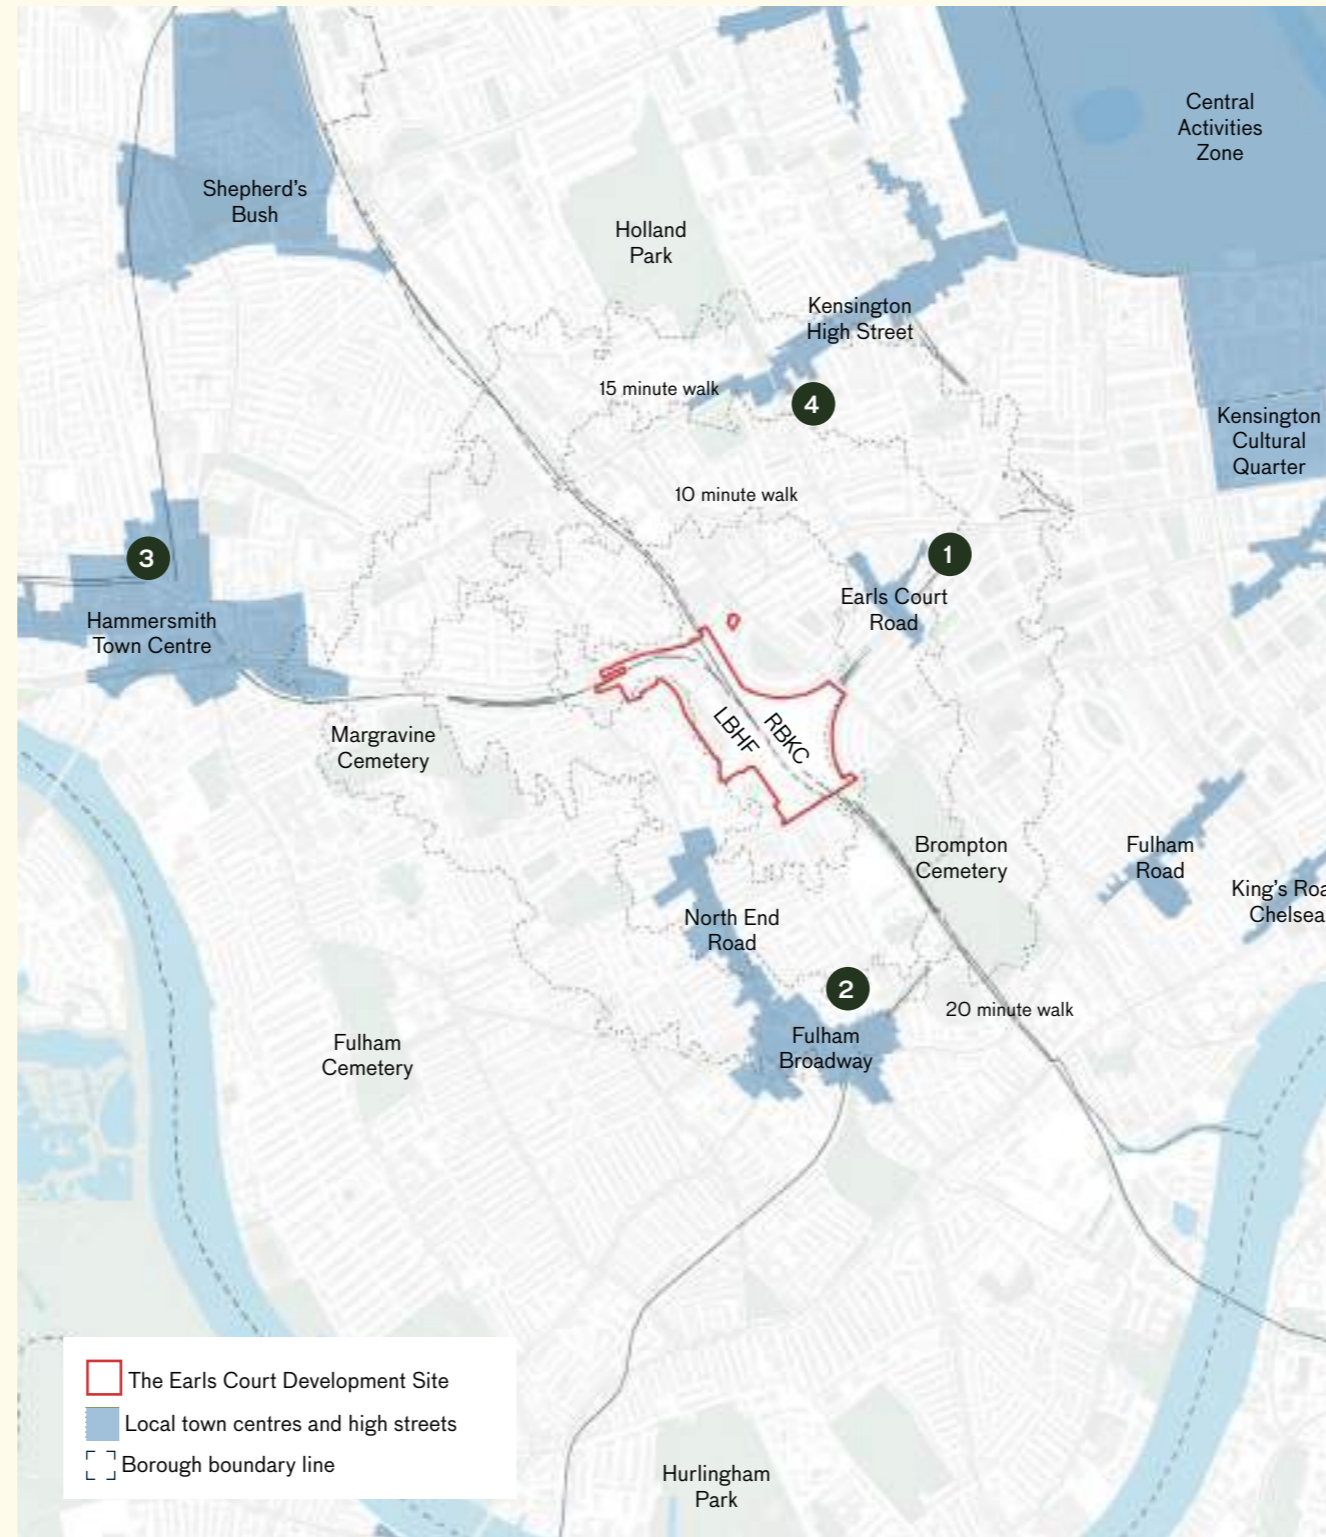 Central
Activities
Zone
Shepherd's
Bush
Holland
Park
Kensington
High Street
15 minute walk
4
Kensington
Cultural
Quarter
10 minute walk
3
1
Earls Court
Road
Hammersmith
Town Centre
LBHF
RBKC
Margravine
Cemetery
Brompton
Cemetery
Fulham
Road
King's Roa
Chelsea
North End
Road
2
20 minute walk
Fulham
Broadway
Fulham
Cemetery
The Earls Court Development Site
Local town centres and high streets
Borough boundary line
Hurlingham
Park